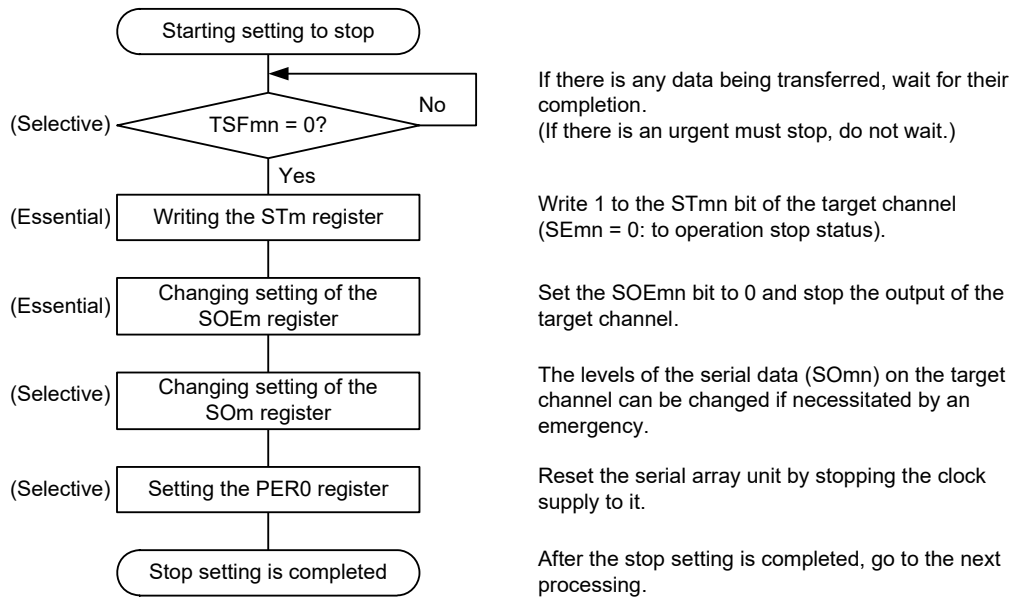 Starting setting to stop
If there is any data being transferred, wait for their
completion.
(If there is an urgent must stop, do not wait.)
(Selective)
TSFmn = 0?
No
Yes
(Essential)
Writing the STm register
Write 1 to the STmn bit of the target channel
(SEmn = 0: to operation stop status).
(Essential)
Changing setting of the
SOEm register
Set the SOEmn bit to 0 and stop the output of the
target channel.
(Selective)
Changing setting of the
SOm register
The levels of the serial data (SOmn) on the target
channel can be changed if necessitated by an
emergency.
(Selective)
Setting the PER0 register
Reset the serial array unit by stopping the clock
supply to it.
Stop setting is completed
After the stop setting is completed, go to the next
processing.